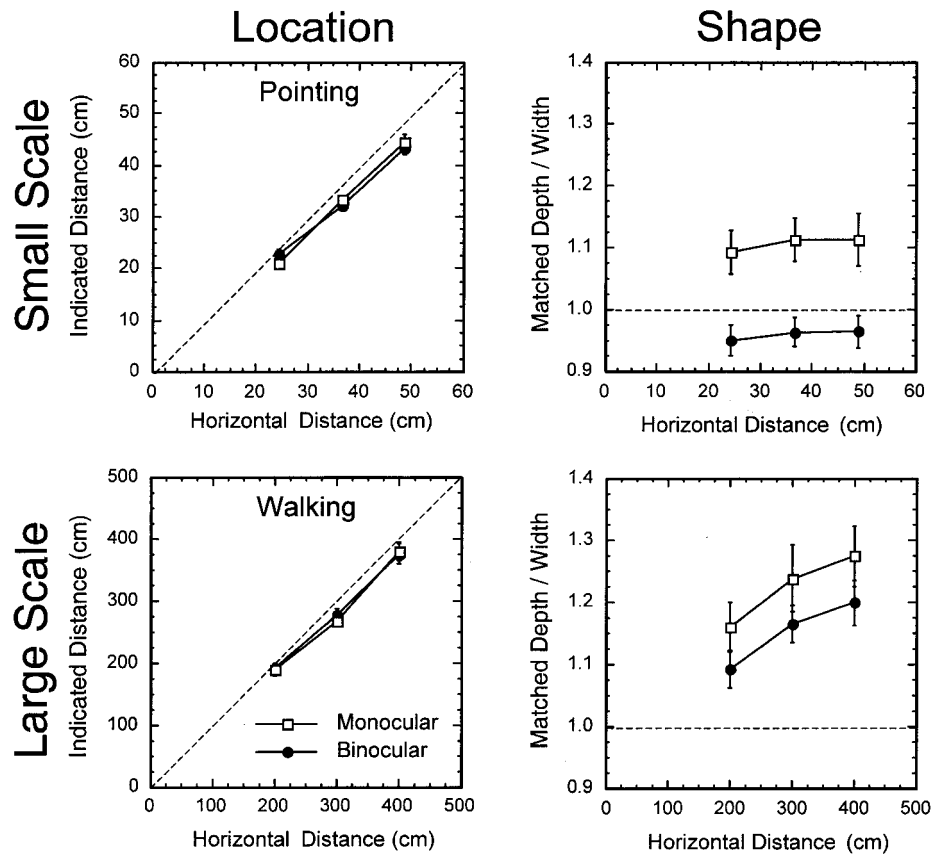 Location
Shape
Small Scale
Indicated Distance (cm)
60
50
40
30
20
10
0
Pointing
0 10 20 30 40 50 60
Horizontal Distance (cm)
Matched Depth / Width
1.4
1.3
1.2
1.1
1.0
0.9
0 10 20 30 40 50 60
Horizontal Distance (cm)
Large Scale
Indicated Distance (cm)
500
400
300
200
100
0
Walking
Monocular
Binocular
0 100 200 300 400 500
Horizontal Distance (cm)
Matched Depth / Width
1.4
1.3
1.2
1.1
1.0
0.9
0 100 200 300 400 500
Horizontal Distance (cm)